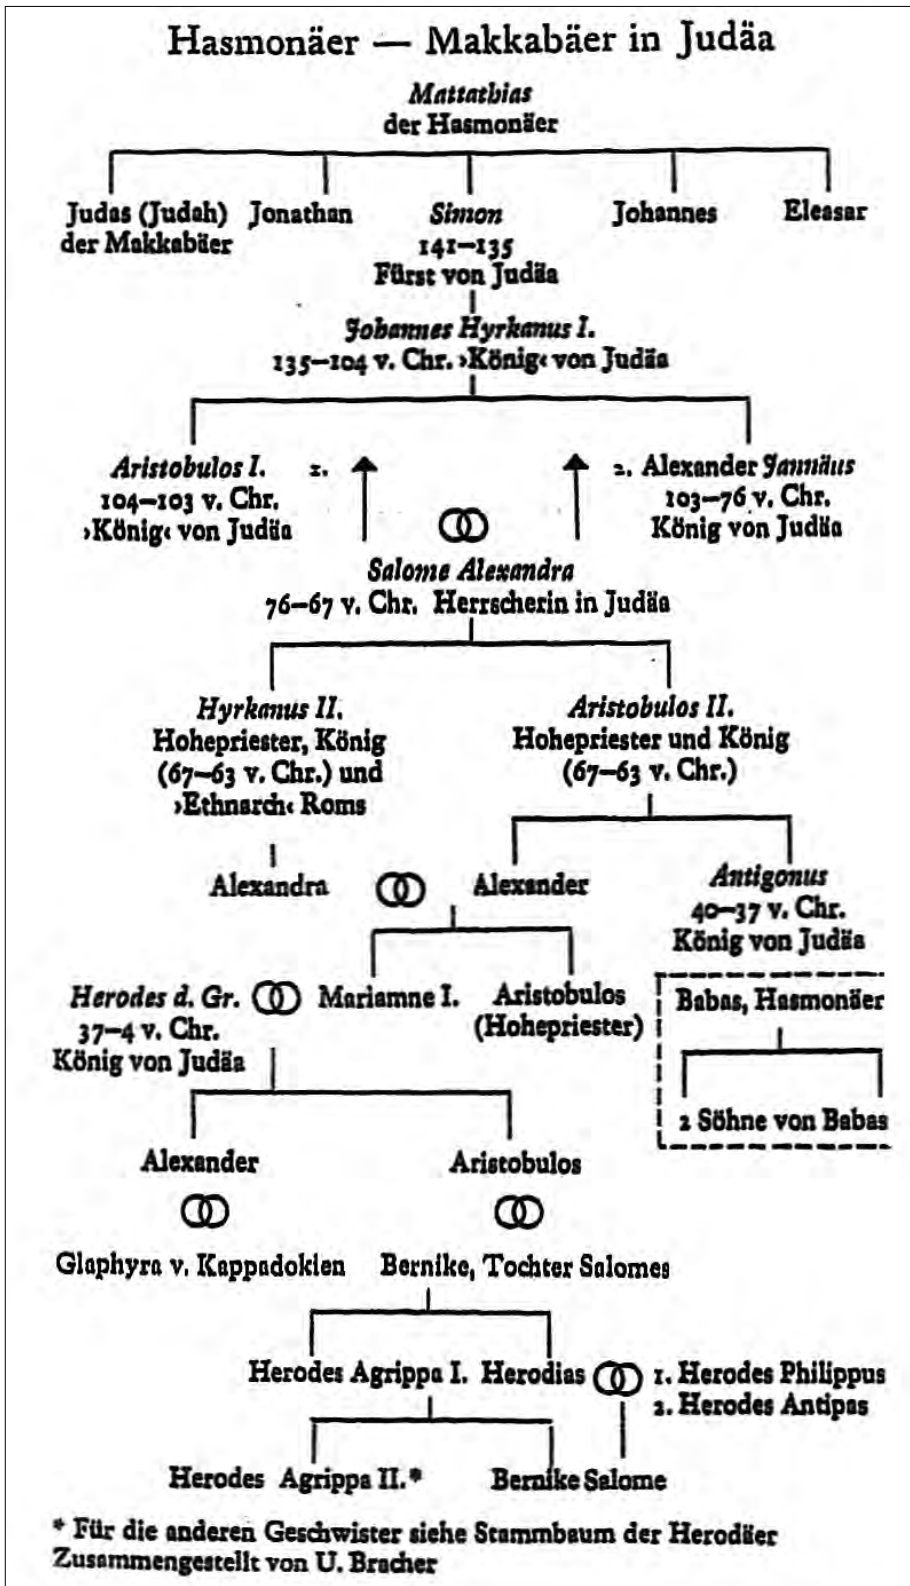 Hasmonäer — Makkabäer in Judäa
Mattathias
der Hasmonäer
Judas (Judah) Jonathan Simon Johannes Eleasar
der Makkabäer 141–135
Fürst von Judäa
Johannes Hyrkanus I.
135–104 v. Chr. ›König‹ von Judäa
Aristobulos I. 1. 2. Alexander Jannäus
104–103 v. Chr. 103–76 v. Chr.
›König‹ von Judäa König von Judäa
Salome Alexandra
76–67 v. Chr. Herrscherin in Judäa
Hyrkanus II. Aristobulos II.
Hohepriester, König Hohepriester und König
(67–63 v. Chr.) und (67–63 v. Chr.)
›Ethnarch‹ Roms
Alexandra Alexander Antigonus
40–37 v. Chr.
König von Judäa
Herodes d. Gr. Mariamne I. Aristobulos Babas, Hasmonäer
37–4 v. Chr. (Hohepriester)
König von Judäa
2 Söhne von Babas
Alexander Aristobulos
Glaphyra v. Kappadokien Bernike, Tochter Salomes
Herodes Agrippa I. Herodias 1. Herodes Philippus
2. Herodes Antipas
Herodes Agrippa II.* Bernike Salome
* Für die anderen Geschwister siehe Stammbaum der Herodäer
Zusammengestellt von U. Bracher